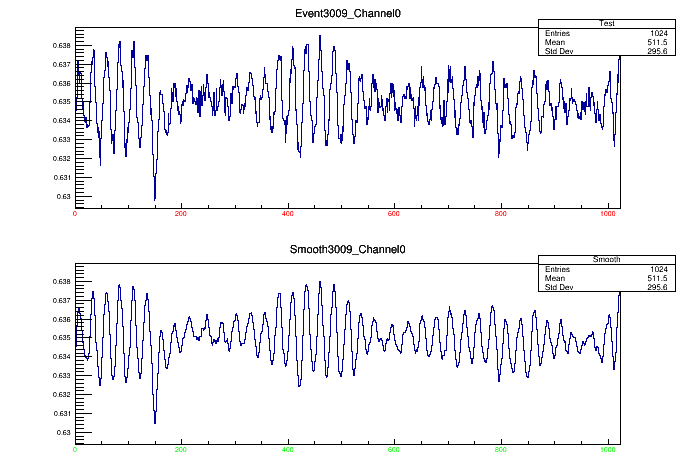 Event3009_Channel0
Test
Entries 1024
Mean 511.5
Std Dev 295.6
0.638
0.637
0.636
0.635
0.634
0.633
0.632
0.631
0.63
0 200 400 600 800 1000
Smooth3009_Channel0
Smooth
Entries 1024
Mean 511.5
Std Dev 295.6
0.638
0.637
0.636
0.635
0.634
0.633
0.632
0.631
0.63
0 200 400 600 800 1000